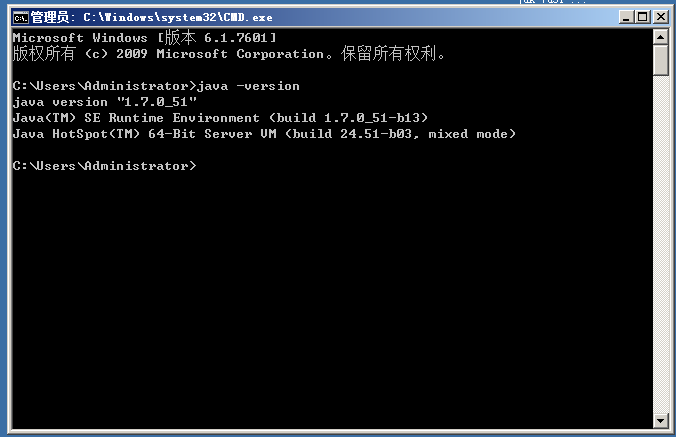 管理员: C:\Windows\system32\CMD.exe
Microsoft Windows [版本 6.1.7601]
版权所有 (c) 2009 Microsoft Corporation。保留所有权利。
C:\Users\Administrator>java -version
java version "1.7.0_51"
Java(TM) SE Runtime Environment (build 1.7.0_51-b13)
Java HotSpot(TM) 64-Bit Server VM (build 24.51-b03, mixed mode)
C:\Users\Administrator>